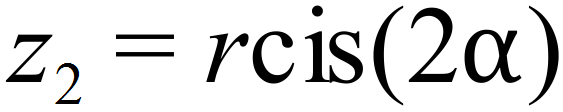 z₂ = rcis(2α)